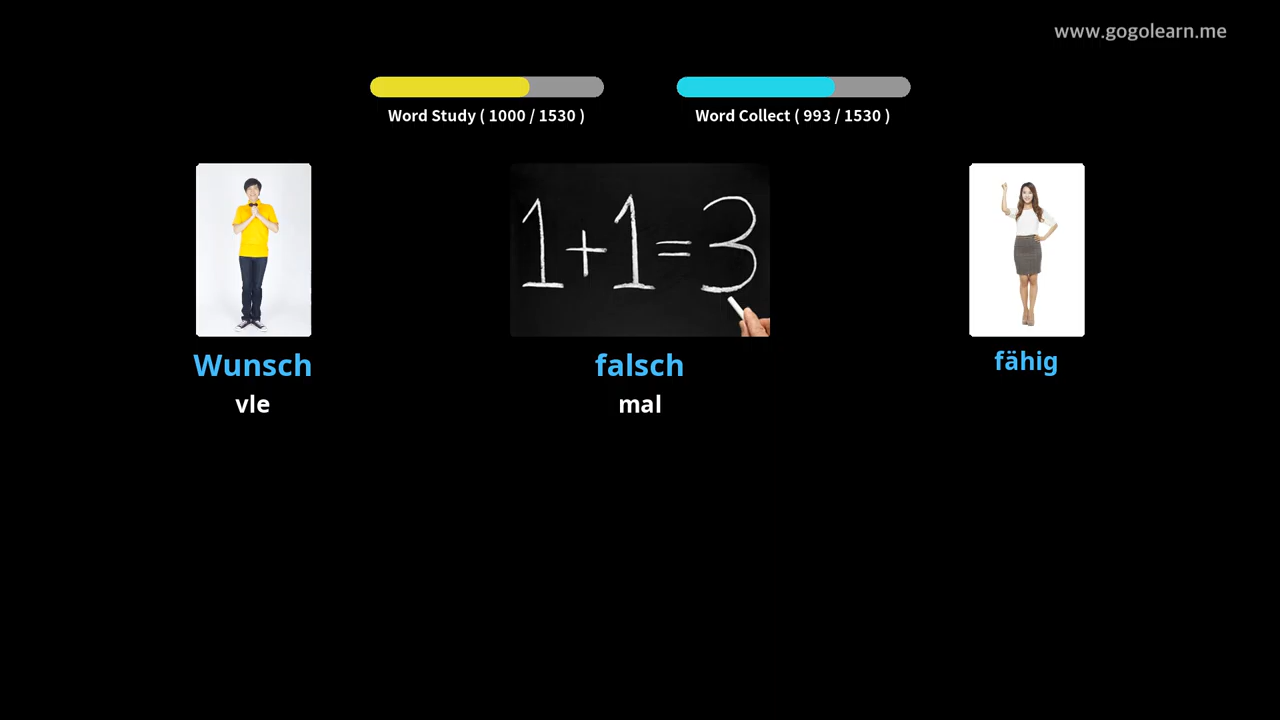 www.gogolearn.me
Word Study ( 1000 / 1530 )
Word Collect ( 993 / 1530 )
1+1=3
Wunsch
vle
falsch
mal
fähig